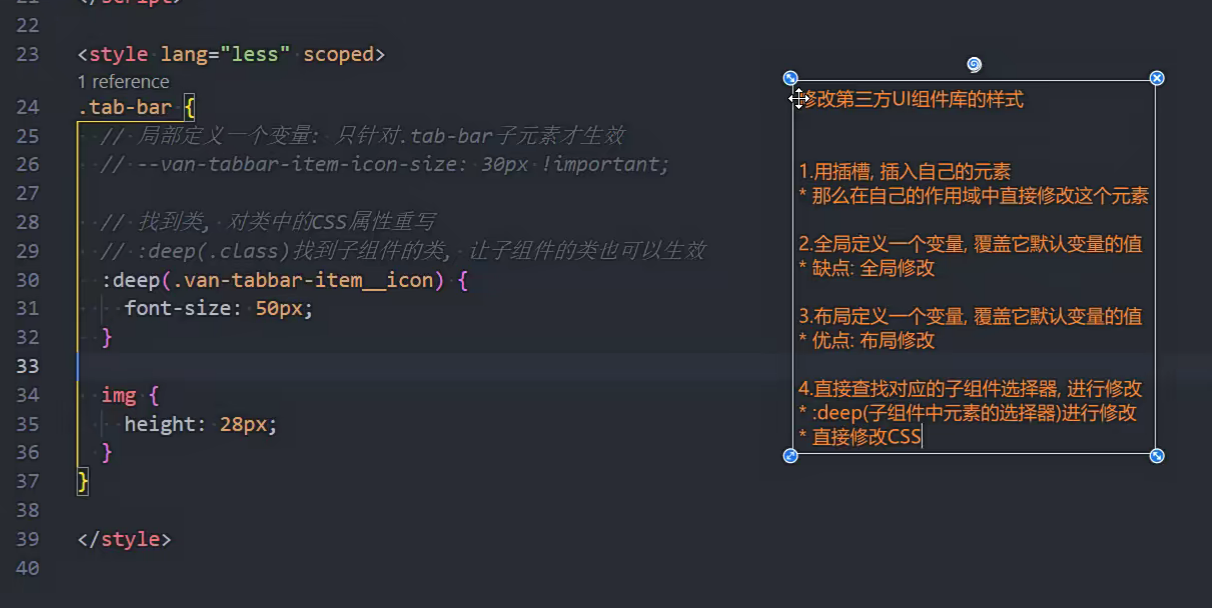 22
23 <style lang="less" scoped>
1 reference
24 .tab-bar {
25 // 局部定义一个变量: 只针对.tab-bar子元素才生效
26 // --van-tabbar-item-icon-size: 30px !important;
27
28 // 找到类, 对类中的CSS属性重写
29 // :deep(.class)找到子组件的类, 让子组件的类也可以生效
30 :deep(.van-tabbar-item__icon) {
31 font-size: 50px;
32 }
33
34 img {
35 height: 28px;
36 }
37 }
38
39 </style>
40
修改第三方UI组件库的样式
1.用插槽, 插入自己的元素
* 那么在自己的作用域中直接修改这个元素
2.全局定义一个变量, 覆盖它默认变量的值
* 缺点: 全局修改
3.布局定义一个变量, 覆盖它默认变量的值
* 优点: 布局修改
4.直接查找对应的子组件选择器, 进行修改
* :deep(子组件中元素的选择器)进行修改
* 直接修改CSS